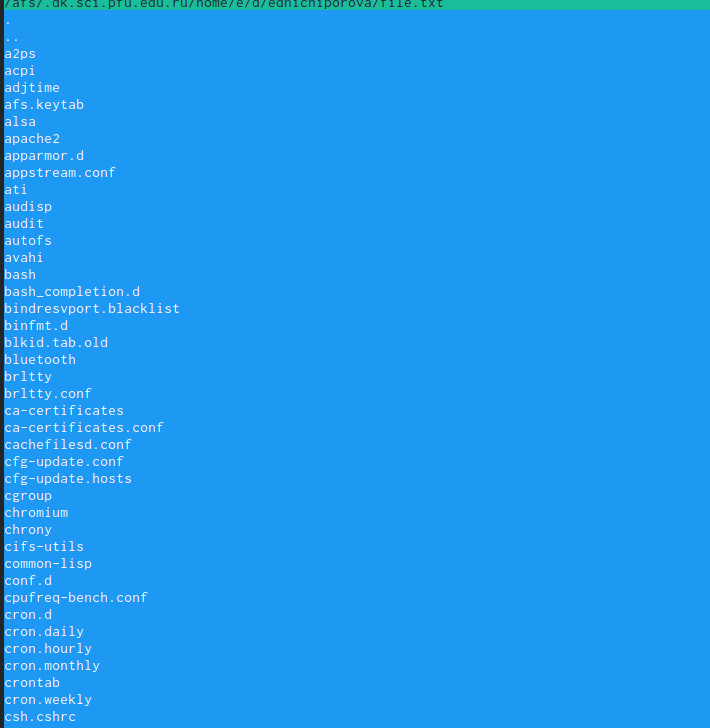 /afs/.dk.sci.pfu.edu.ru/home/e/d/ednichiporova/file.txt
.
..
a2ps
acpi
adjtime
afs.keytab
alsa
apache2
apparmor.d
appstream.conf
ati
audisp
audit
autofs
avahi
bash
bash_completion.d
bindresvport.blacklist
binfmt.d
blkid.tab.old
bluetooth
brltty
brltty.conf
ca-certificates
ca-certificates.conf
cachefilesd.conf
cfg-update.conf
cfg-update.hosts
cgroup
chromium
chrony
cifs-utils
common-lisp
conf.d
cpufreq-bench.conf
cron.d
cron.daily
cron.hourly
cron.monthly
crontab
cron.weekly
csh.cshrc